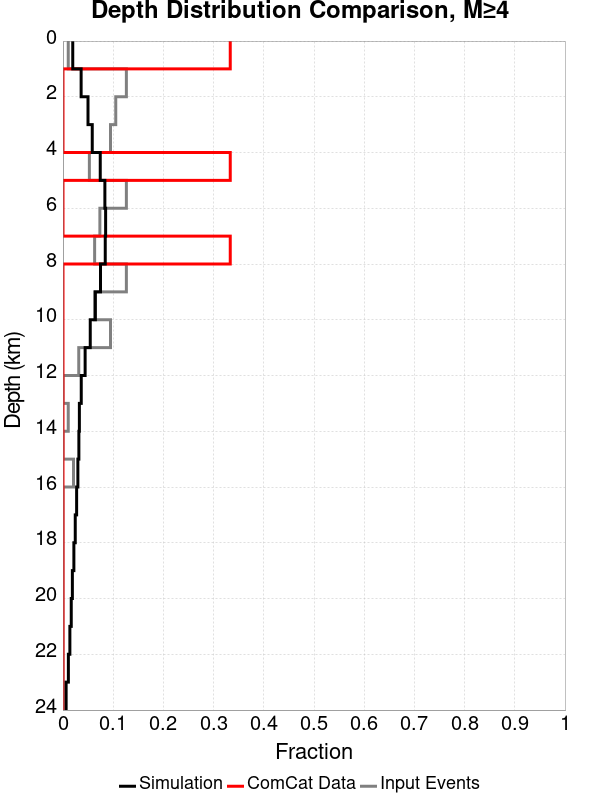 Depth Distribution Comparison, M≥4
0
2
4
6
8
10
12
14
16
18
20
22
24
Depth (km)
0 0.1 0.2 0.3 0.4 0.5 0.6 0.7 0.8 0.9 1
Fraction
Simulation ComCat Data Input Events